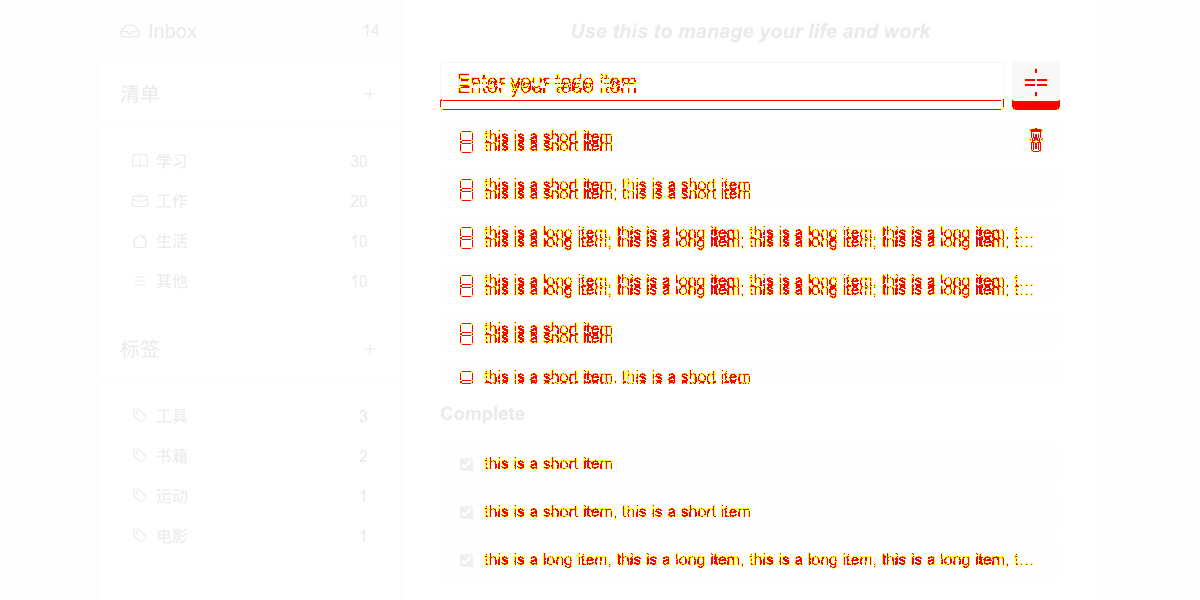 Inbox 14
清单 +
学习 30
工作 20
生活 10
其他 10
标签 +
工具 3
书籍 2
运动 1
电影 1
Use this to manage your life and work
Enter your todo item
this is a short item
this is a short item, this is a short item
this is a long item, this is a long item, this is a long item, this is a long item, t...
this is a long item, this is a long item, this is a long item, this is a long item, t...
this is a short item
this is a short item, this is a short item
Complete
this is a short item
this is a short item, this is a short item
this is a long item, this is a long item, this is a long item, this is a long item, t...